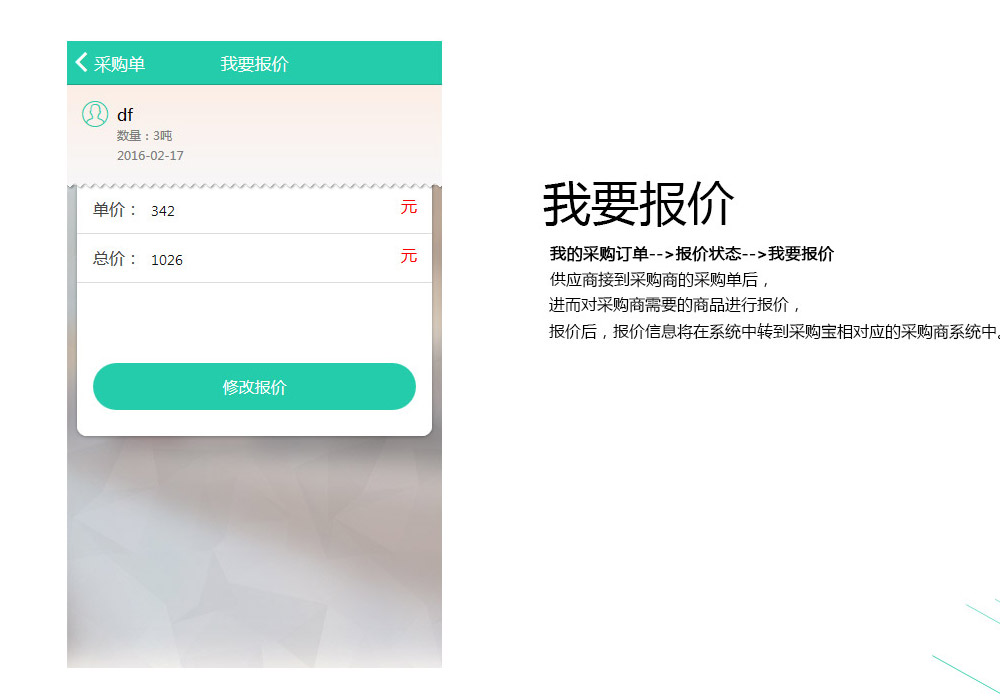 采购单
我要报价
df
数量：3吨
2016-02-17
单价： 342 元
总价： 1026 元
修改报价
我要报价
我的采购订单-->报价状态-->我要报价
供应商接到采购商的采购单后，
进而对采购商需要的商品进行报价，
报价后，报价信息将在系统中转到采购宝相对应的采购商系统中。